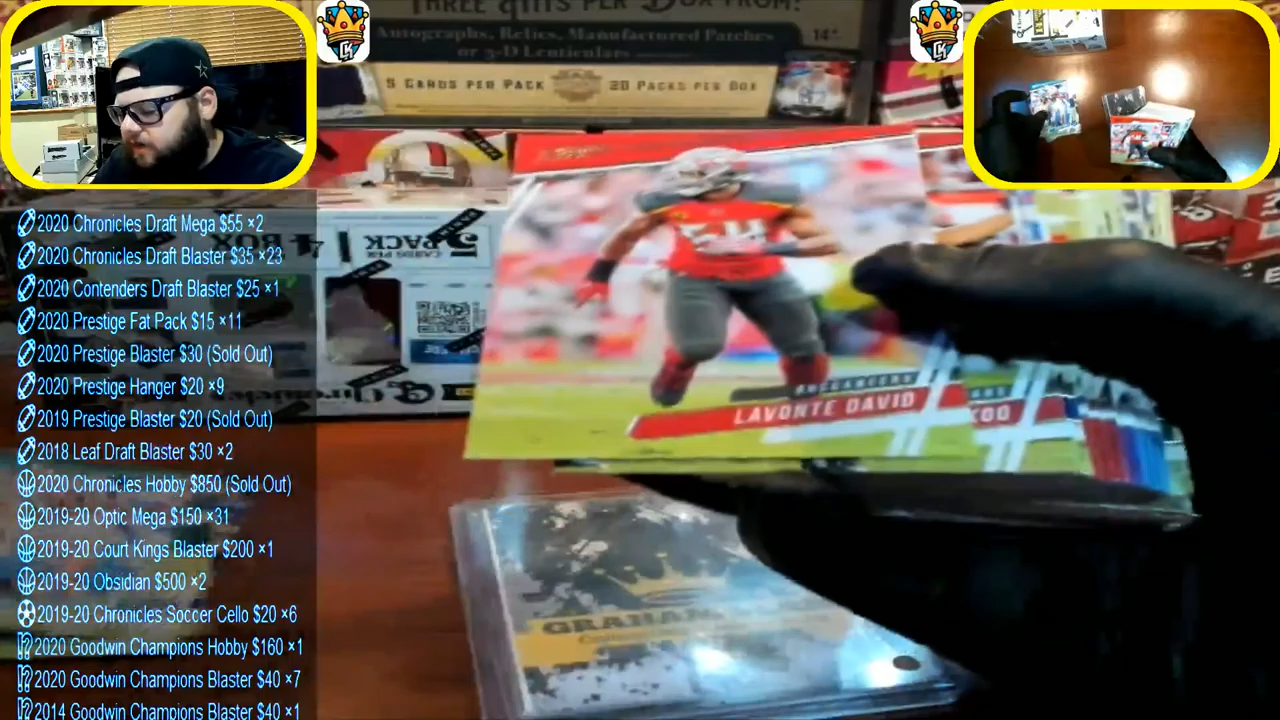 THREE HITS PER BOX FROM:
Autographs, Relics, Manufactured Patches
or 3-D Lenticulars
5 CARDS PER PACK
20 PACKS PER BOX
2020 Chronicles Draft Mega $55 ×2
2020 Chronicles Draft Blaster $35 ×23
2020 Contenders Draft Blaster $25 ×1
2020 Prestige Fat Pack $15 ×11
2020 Prestige Blaster $30 (Sold Out)
2020 Prestige Hanger $20 ×9
2019 Prestige Blaster $20 (Sold Out)
2018 Leaf Draft Blaster $30 ×2
2020 Chronicles Hobby $850 (Sold Out)
2019-20 Optic Mega $150 ×31
2019-20 Court Kings Blaster $200 ×1
2019-20 Obsidian $500 ×2
2019-20 Chronicles Soccer Cello $20 ×6
2020 Goodwin Champions Hobby $160 ×1
2020 Goodwin Champions Blaster $40 ×7
2014 Goodwin Champions Blaster $40 ×1
PACK
BUCCANEERS
LAVONTE DAVID
KOO
GRAHAM